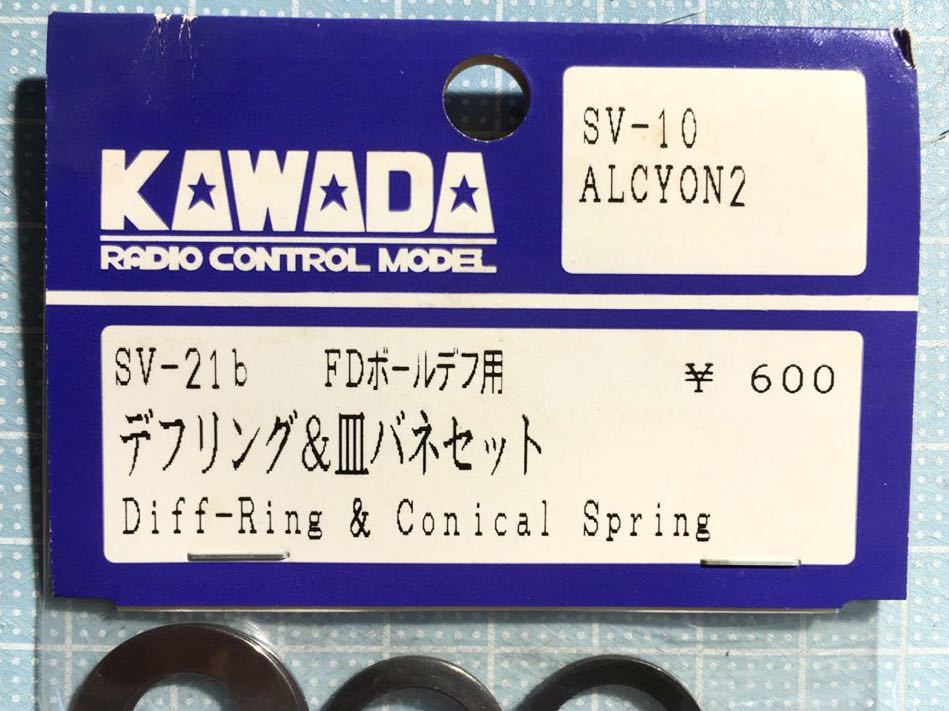 KAWADA
RADIO CONTROL MODEL
SV-10
ALCYON2
SV-21b FDボールデフ用 ¥ 600
デフリング&皿バネセット
Diff-Ring & Conical Spring